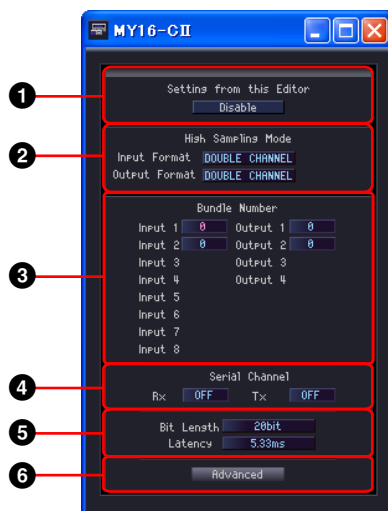 MY16-CII
1
Setting from this Editor
Disable
2
High Sampling Mode
Input Format DOUBLE CHANNEL
Output Format DOUBLE CHANNEL
3
Bundle Number
Input 1 0 Output 1 0
Input 2 0 Output 2 0
Input 3 Output 3
Input 4 Output 4
Input 5
Input 6
Input 7
Input 8
4
Serial Channel
Rx OFF Tx OFF
5
Bit Length 20bit
Latency 5.33ms
6
Advanced